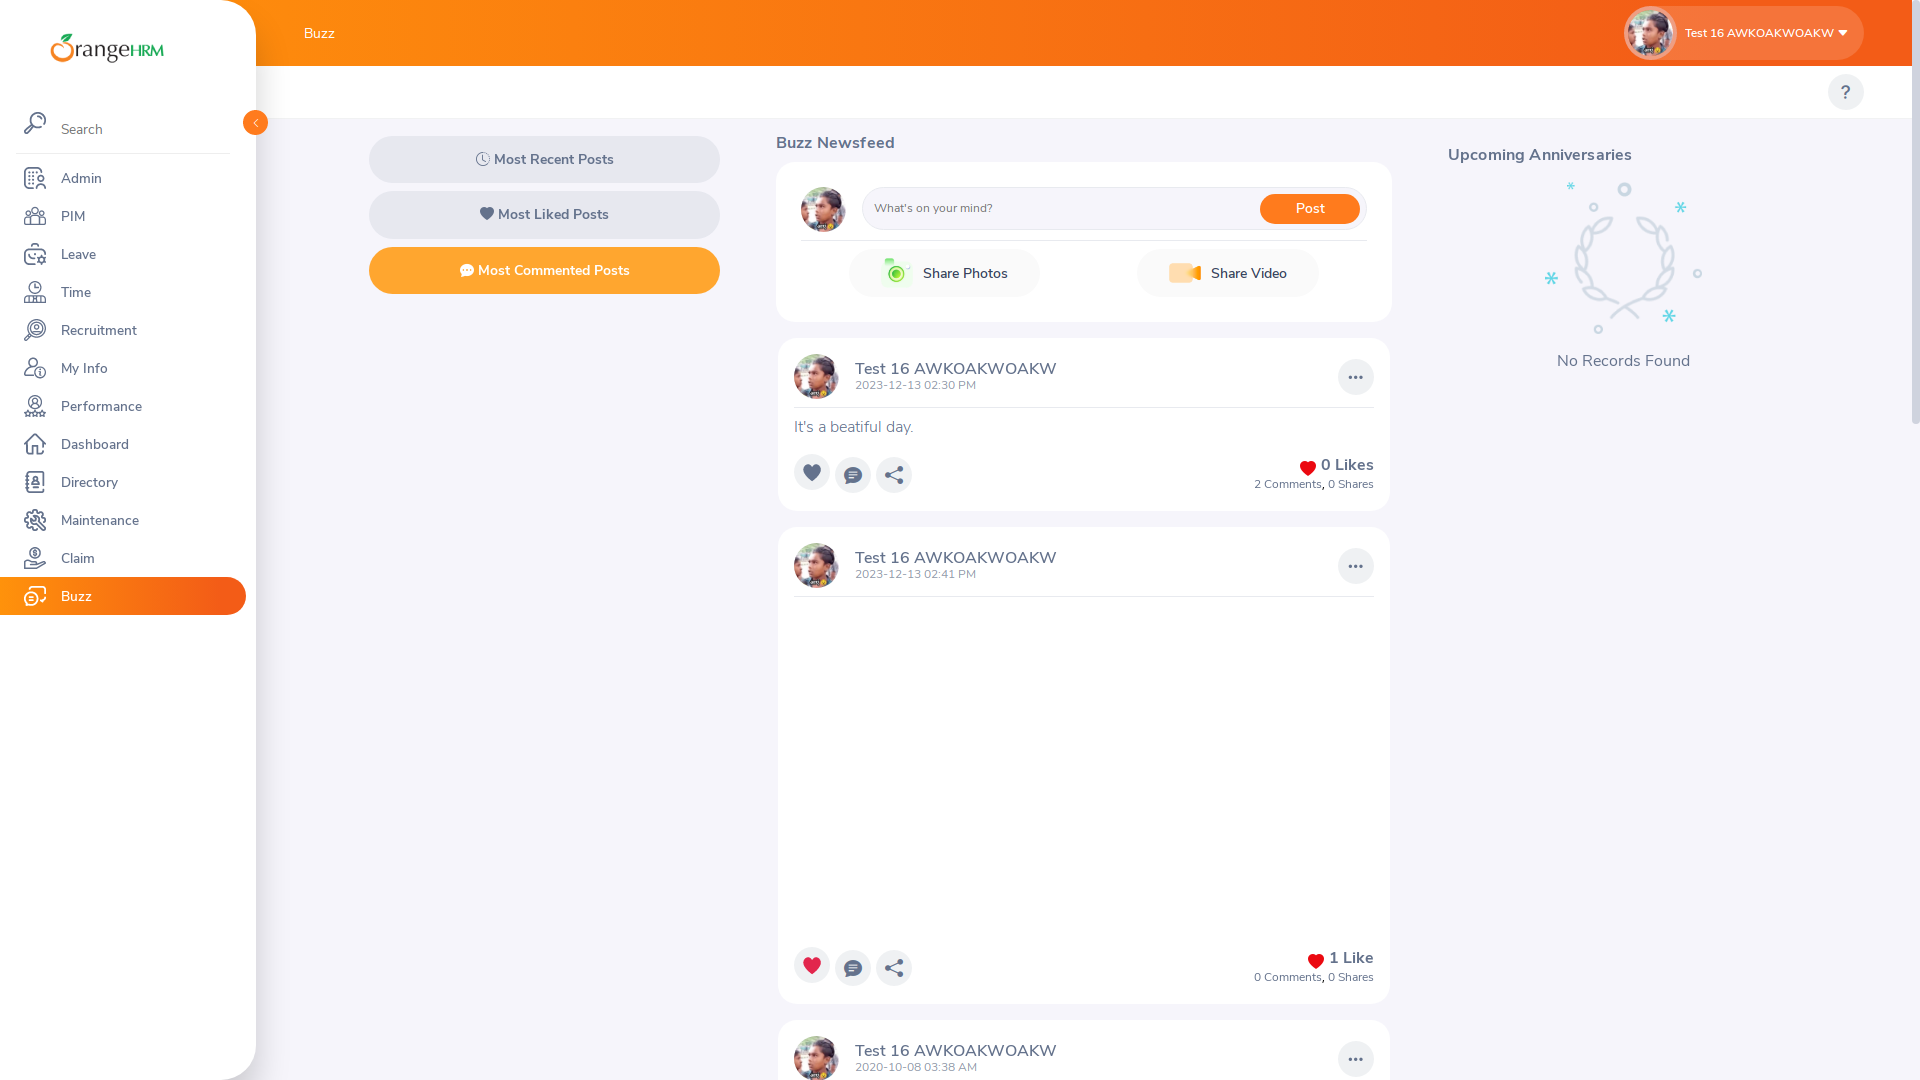 OrangeHRM
Search
Admin
PIM
Leave
Time
Recruitment
My Info
Performance
Dashboard
Directory
Maintenance
Claim
Buzz
Buzz
Test 16 AWKOAKWOAKW
?
Most Recent Posts
Most Liked Posts
Most Commented Posts
Buzz Newsfeed
What's on your mind?
Post
Share Photos
Share Video
Test 16 AWKOAKWOAKW
2023-12-13 02:30 PM
It's a beatiful day.
0 Likes
2 Comments, 0 Shares
Test 16 AWKOAKWOAKW
2023-12-13 02:41 PM
1 Like
0 Comments, 0 Shares
Test 16 AWKOAKWOAKW
2020-10-08 03:38 AM
Upcoming Anniversaries
No Records Found